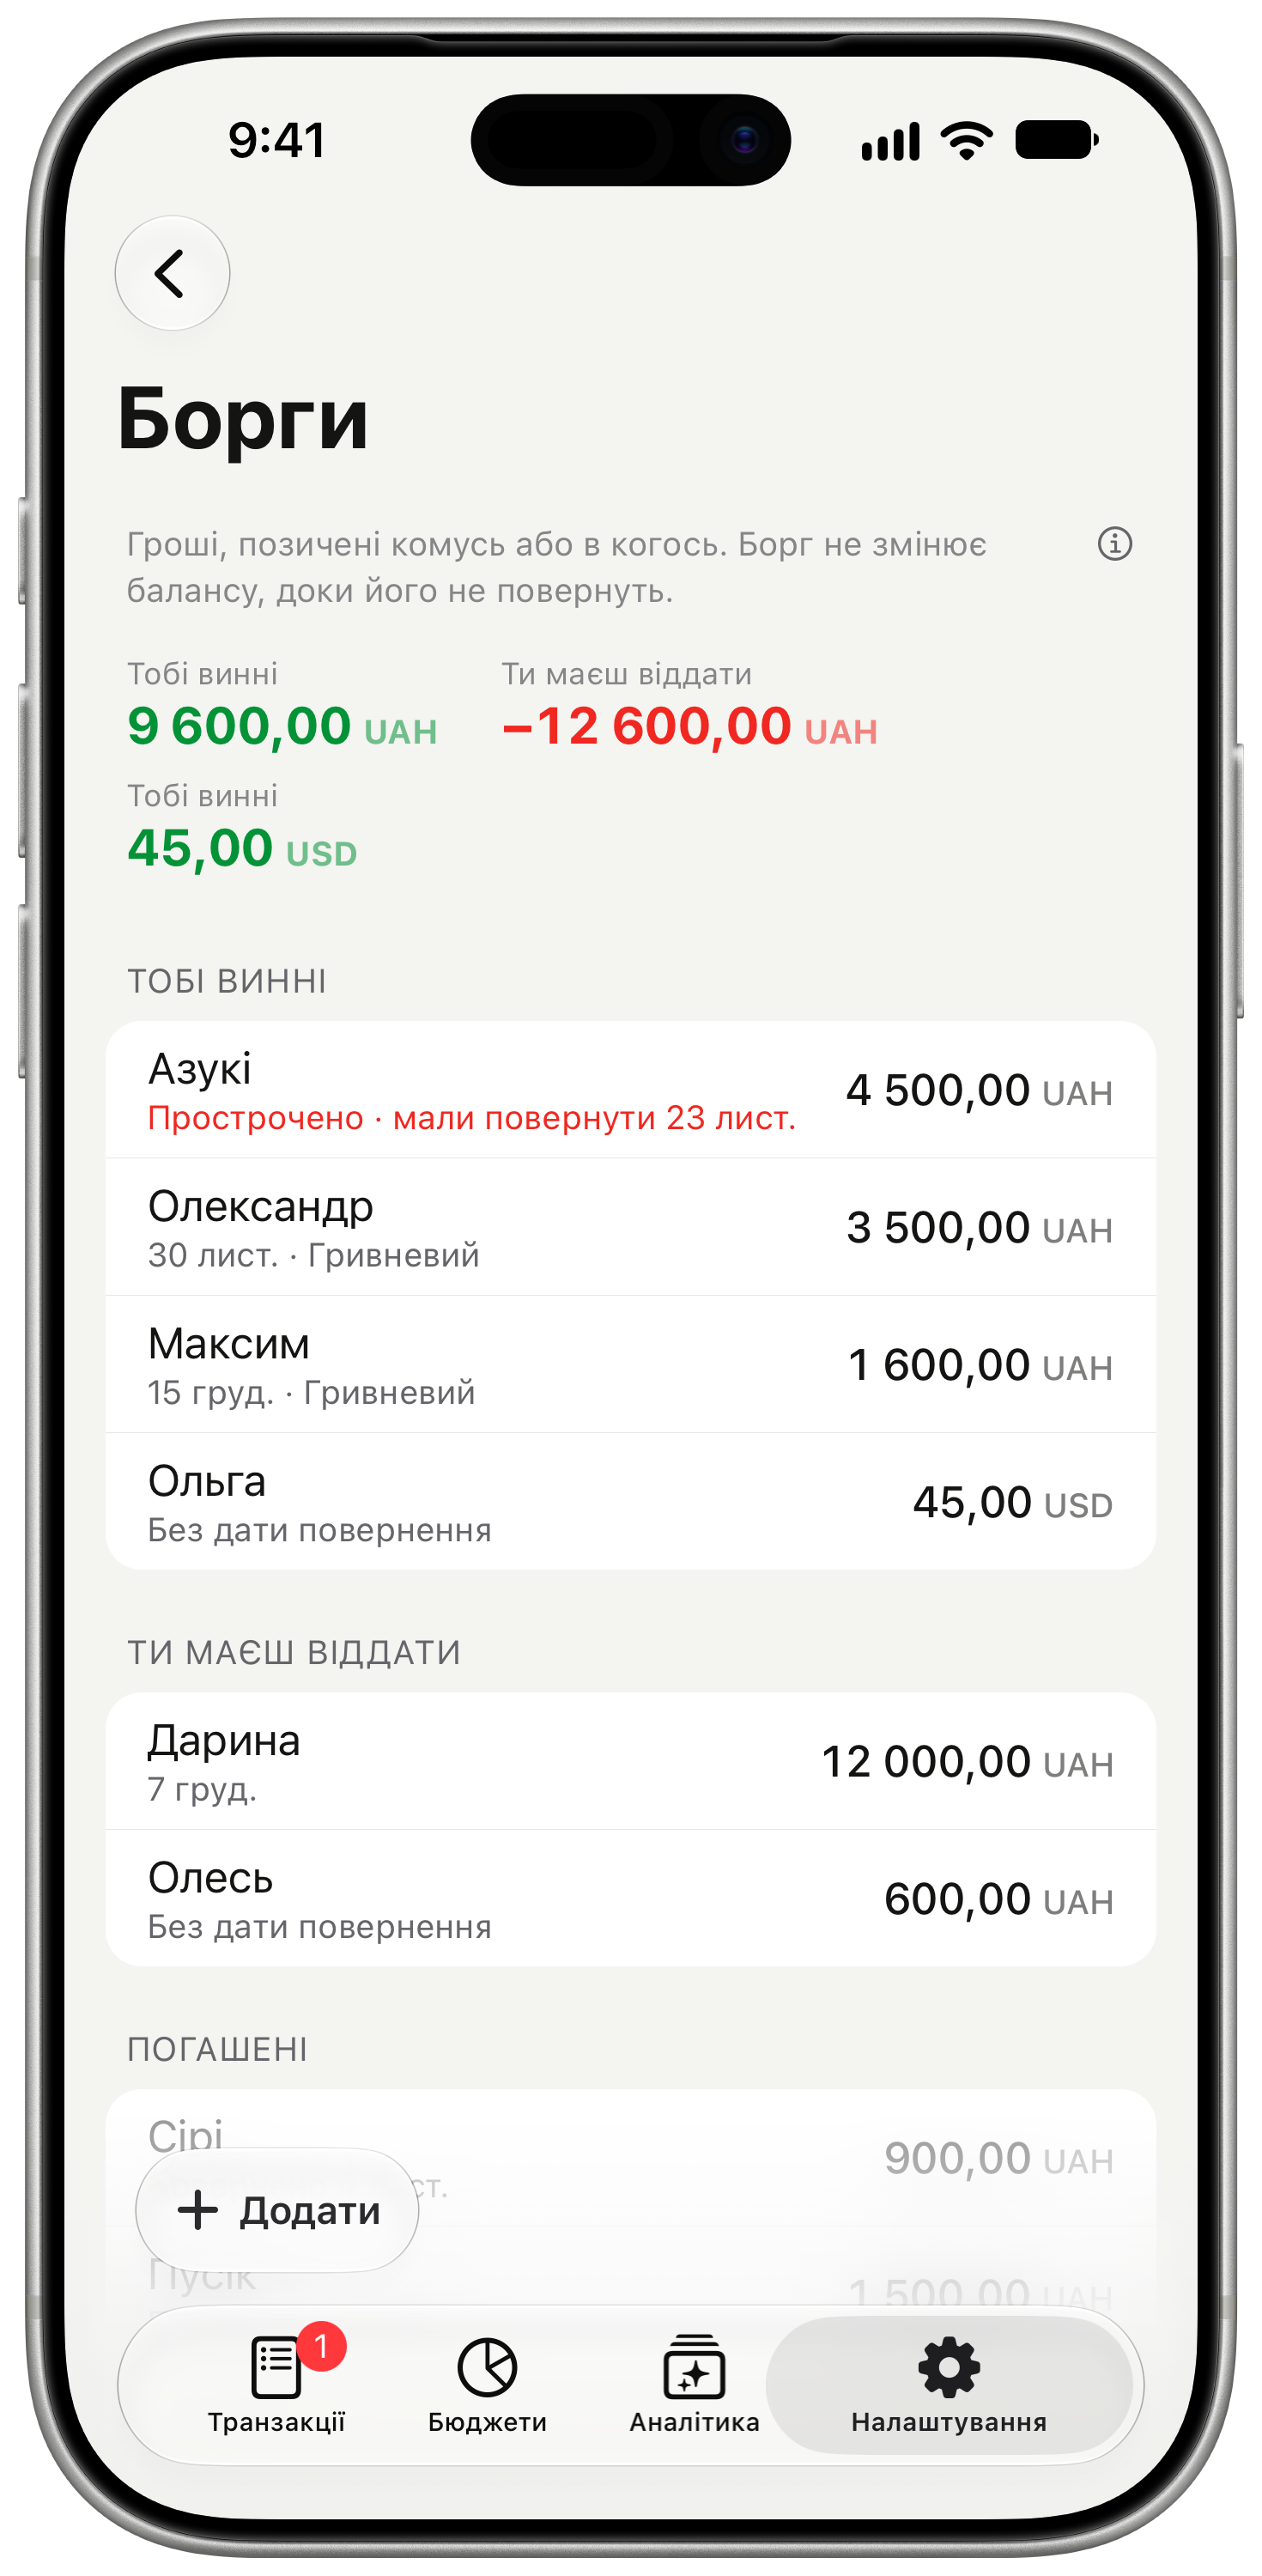 9:41
Борги
Гроші, позичені комусь або в когось. Борг не змінює
балансу, доки його не повернуть.
Тобі винні
9 600,00 UAH
Ти маєш віддати
−12 600,00 UAH
Тобі винні
45,00 USD
ТОБІ ВИННІ
Азукі
Прострочено · мали повернути 23 лист.
4 500,00 UAH
Олександр
30 лист. · Гривневий
3 500,00 UAH
Максим
15 груд. · Гривневий
1 600,00 UAH
Ольга
Без дати повернення
45,00 USD
ТИ МАЄШ ВІДДАТИ
Дарина
7 груд.
12 000,00 UAH
Олесь
Без дати повернення
600,00 UAH
ПОГАШЕНІ
Сірі
900,00 UAH
Додати
Пусік
1 500,00 UAH
1
Транзакції
Бюджети
Аналітика
Налаштування